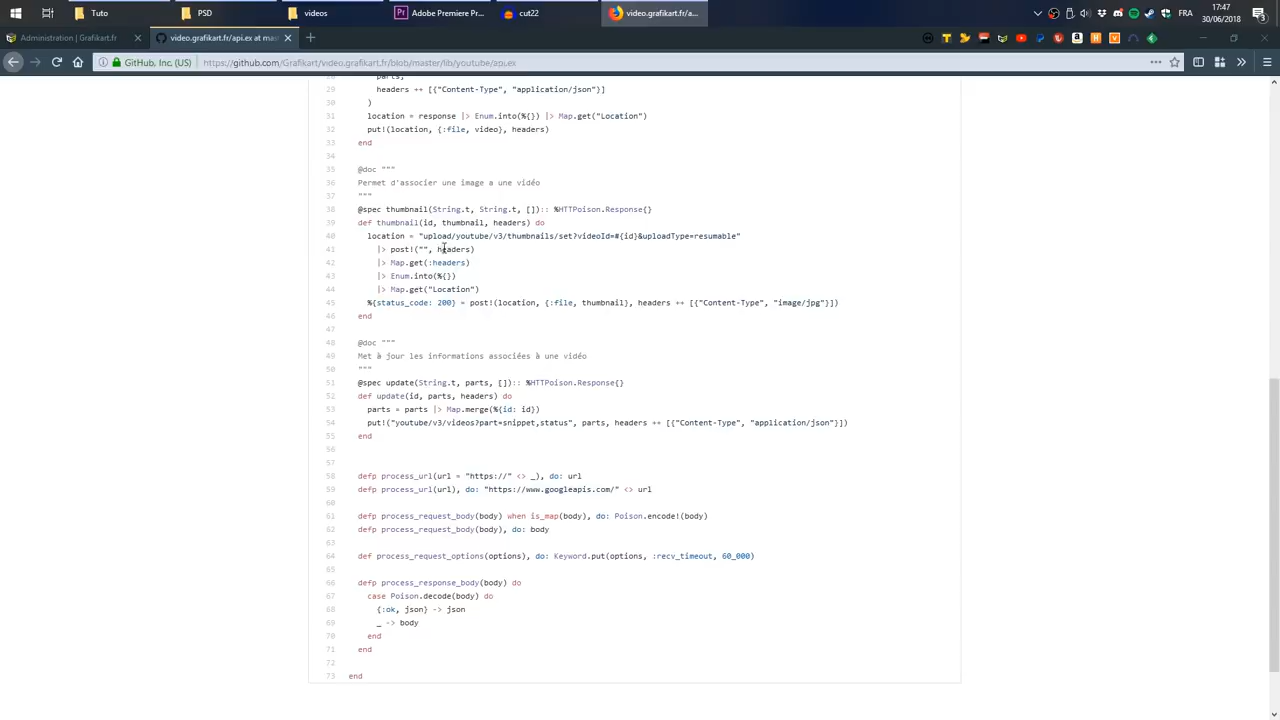 Tuto
PSD
videos
Adobe Premiere Pr...
cut22
video.grafikart.fr/a...
FRA
20:47:02
30/06/2018
Administration | Grafikart.fr
video.grafikart.fr/api.ex at mas
GitHub, Inc. (US)
https://github.com/Grafikart/video.grafikart.fr/blob/master/lib/youtube/api.ex
28 parts,
29 headers ++ [{"Content-Type", "application/json"}]
30 )
31 location = response |> Enum.into(%{}) |> Map.get("Location")
32 put!(location, {:file, video}, headers)
33 end
34
35 @doc """
36 Permet d'associer une image a une vidéo
37 """
38 @spec thumbnail(String.t, String.t, []):: %HTTPoison.Response{}
39 def thumbnail(id, thumbnail, headers) do
40 location = "upload/youtube/v3/thumbnails/set?videoId=#{id}&uploadType=resumable"
41 |> post!("", headers)
42 |> Map.get(:headers)
43 |> Enum.into(%{})
44 |> Map.get("Location")
45 %{status_code: 200} = post!(location, {:file, thumbnail}, headers ++ [{"Content-Type", "image/jpg"}])
46 end
47
48 @doc """
49 Met à jour les informations associées à une vidéo
50 """
51 @spec update(String.t, parts, []):: %HTTPoison.Response{}
52 def update(id, parts, headers) do
53 parts = parts |> Map.merge(%{id: id})
54 put!("youtube/v3/videos?part=snippet,status", parts, headers ++ [{"Content-Type", "application/json"}])
55 end
56
57
58 defp process_url(url = "https://" <> _), do: url
59 defp process_url(url), do: "https://www.googleapis.com/" <> url
60
61 defp process_request_body(body) when is_map(body), do: Poison.encode!(body)
62 defp process_request_body(body), do: body
63
64 def process_request_options(options), do: Keyword.put(options, :recv_timeout, 60_000)
65
66 defp process_response_body(body) do
67 case Poison.decode(body) do
68 {:ok, json} -> json
69 _ -> body
70 end
71 end
72
73 end